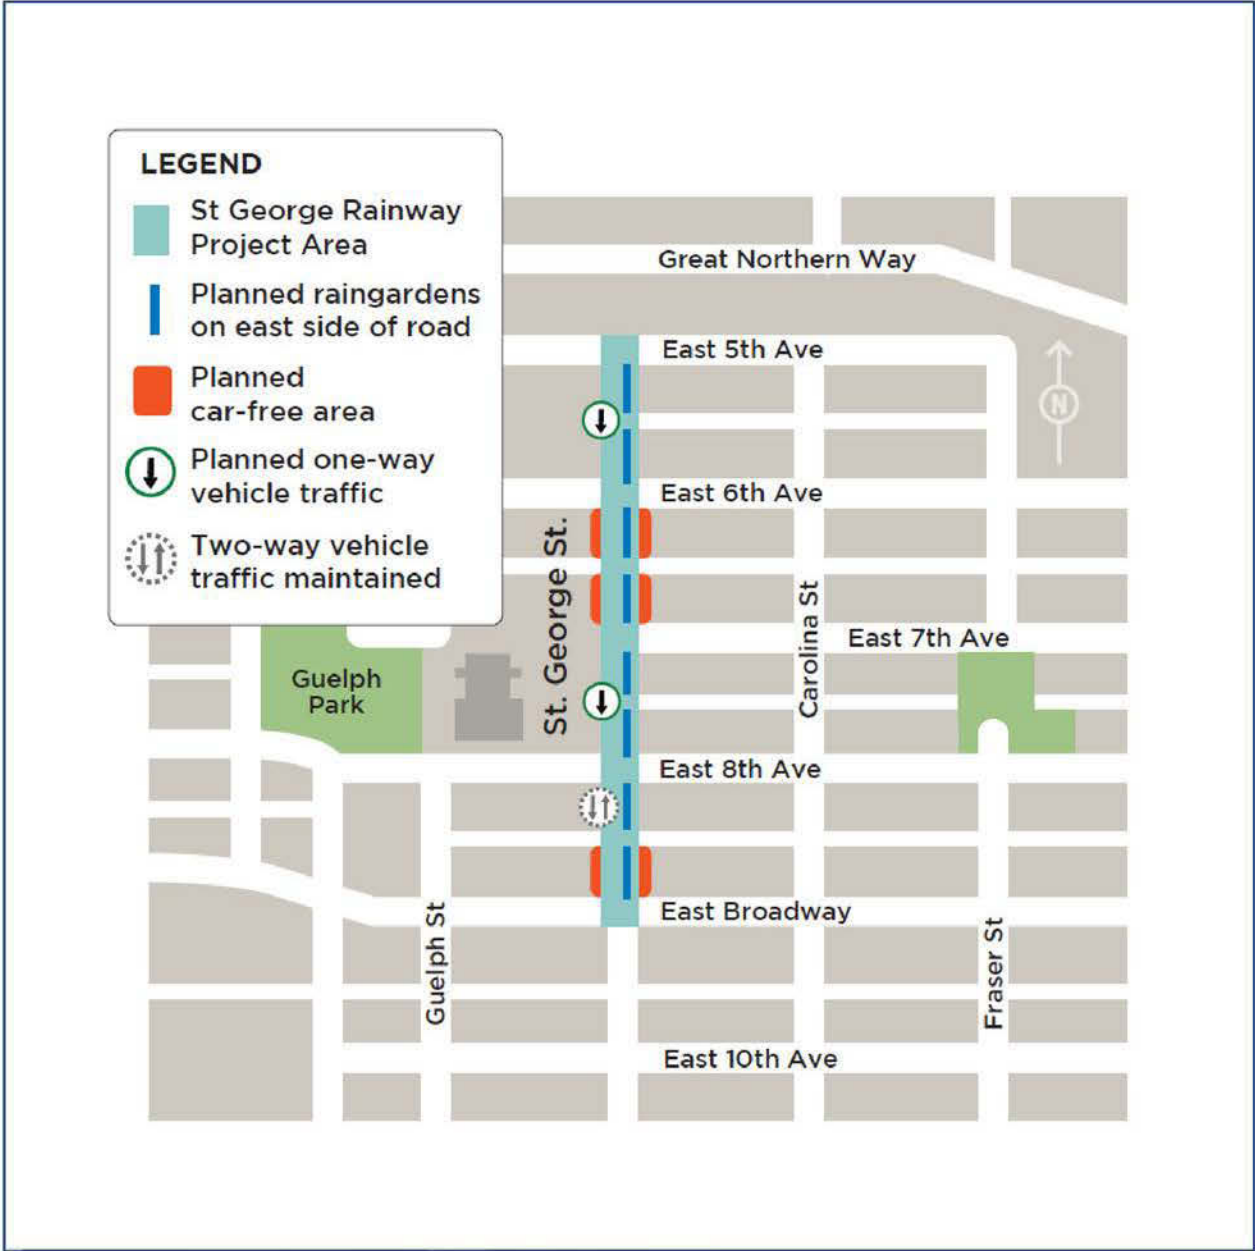 LEGEND
St George Rainway
Project Area
Planned raingardens
on east side of road
Planned
car-free area
Planned one-way
vehicle traffic
Two-way vehicle
traffic maintained
Great Northern Way
East 5th Ave
N
East 6th Ave
St. George St.
Carolina St
East 7th Ave
Guelph
Park
East 8th Ave
East Broadway
Guelph St
Fraser St
East 10th Ave